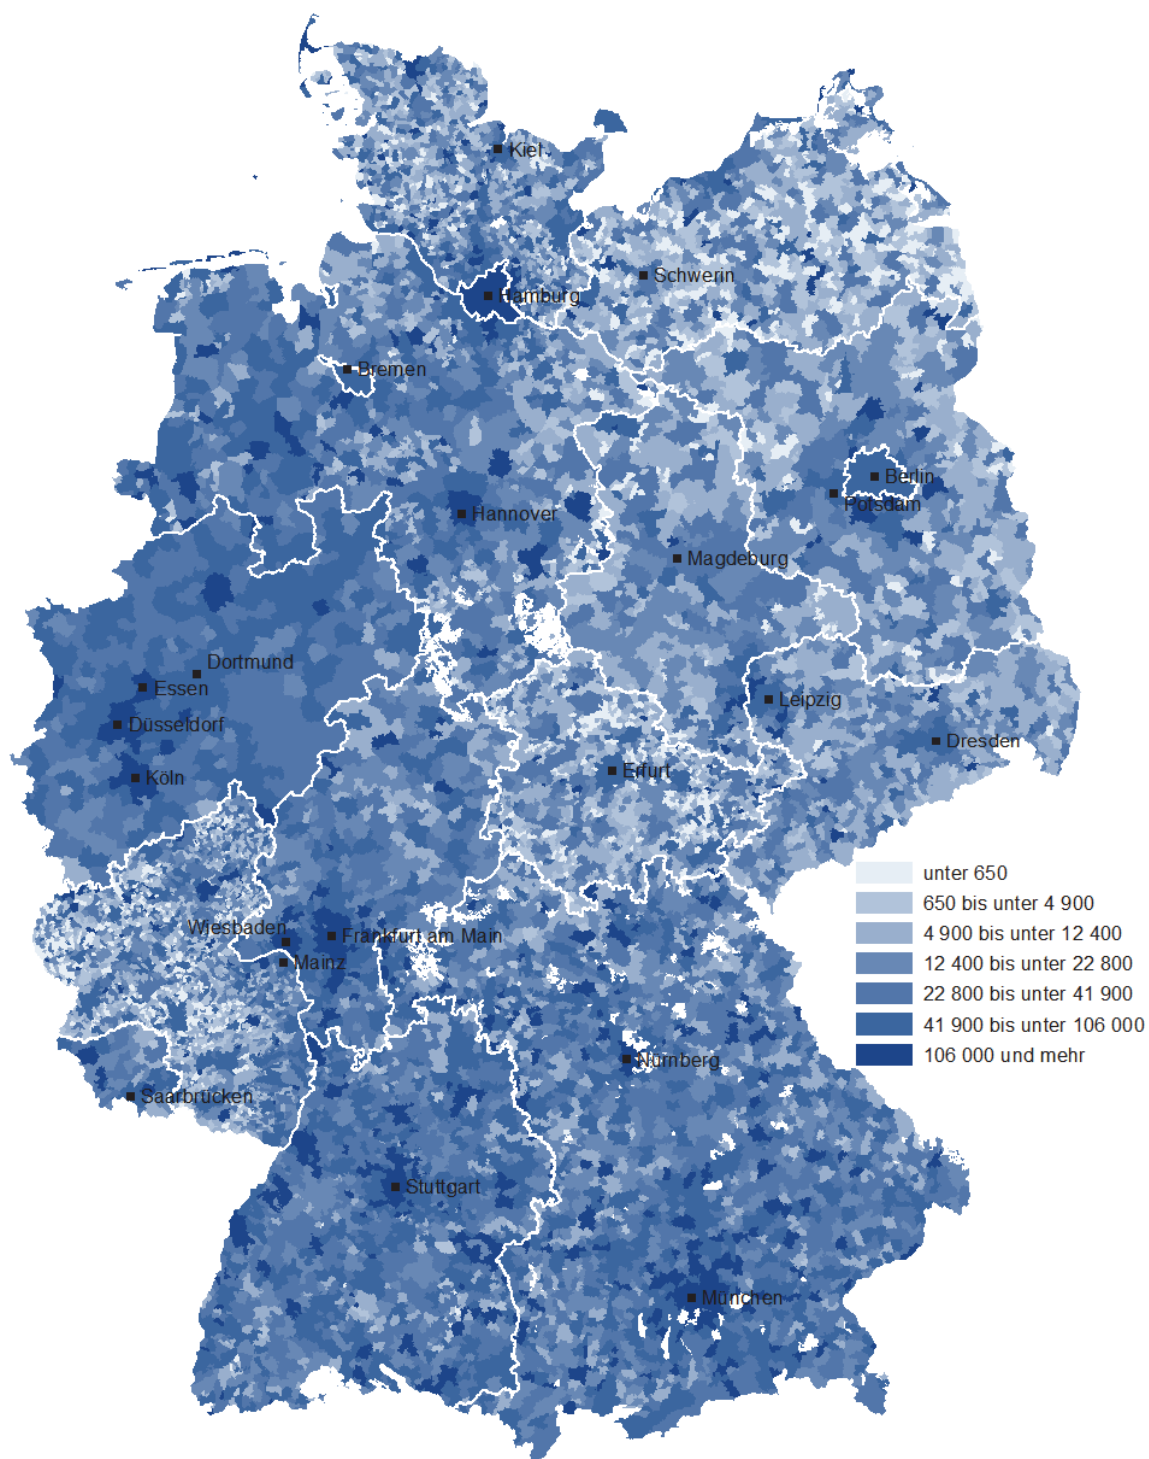 Kiel
Schwerin
Hamburg
Bremen
Berlin
Potsdam
Hannover
Magdeburg
Dortmund
Essen
Leipzig
Düsseldorf
Dresden
Köln
Erfurt
Wiesbaden
Frankfurt am Main
Mainz
Nürnberg
Saarbrücken
Stuttgart
München
unter 650
650 bis unter 4 900
4 900 bis unter 12 400
12 400 bis unter 22 800
22 800 bis unter 41 900
41 900 bis unter 106 000
106 000 und mehr